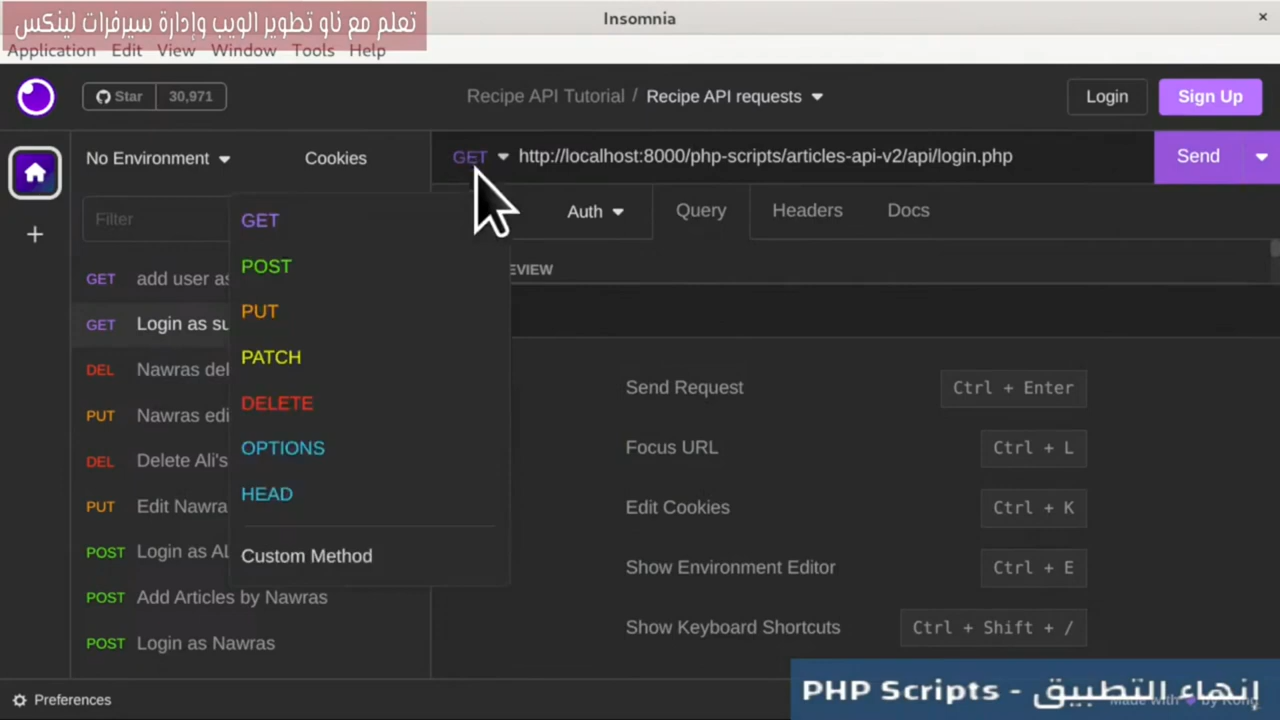 Insomnia
تعلم مع ناو تطوير الويب وإدارة سيرفرات لينكس
Application Edit View Window Tools Help
Star 30,971
Recipe API Tutorial / Recipe API requests
Login
Sign Up
No Environment
Cookies
GET http://localhost:8000/php-scripts/articles-api-v2/api/login.php
Send
Auth
Query
Headers
Docs
Filter
GET
POST
PUT
PATCH
DELETE
OPTIONS
HEAD
Custom Method
GET add user as
GET Login as su
DEL Nawras del
PUT Nawras edi
DEL Delete Ali's
PUT Edit Nawra
POST Login as AL
POST Add Articles by Nawras
POST Login as Nawras
EVIEW
Send Request Ctrl + Enter
Focus URL Ctrl + L
Edit Cookies Ctrl + K
Show Environment Editor Ctrl + E
Show Keyboard Shortcuts Ctrl + Shift + /
Preferences
Made with by Kong
إنهاء التطبيق - PHP Scripts